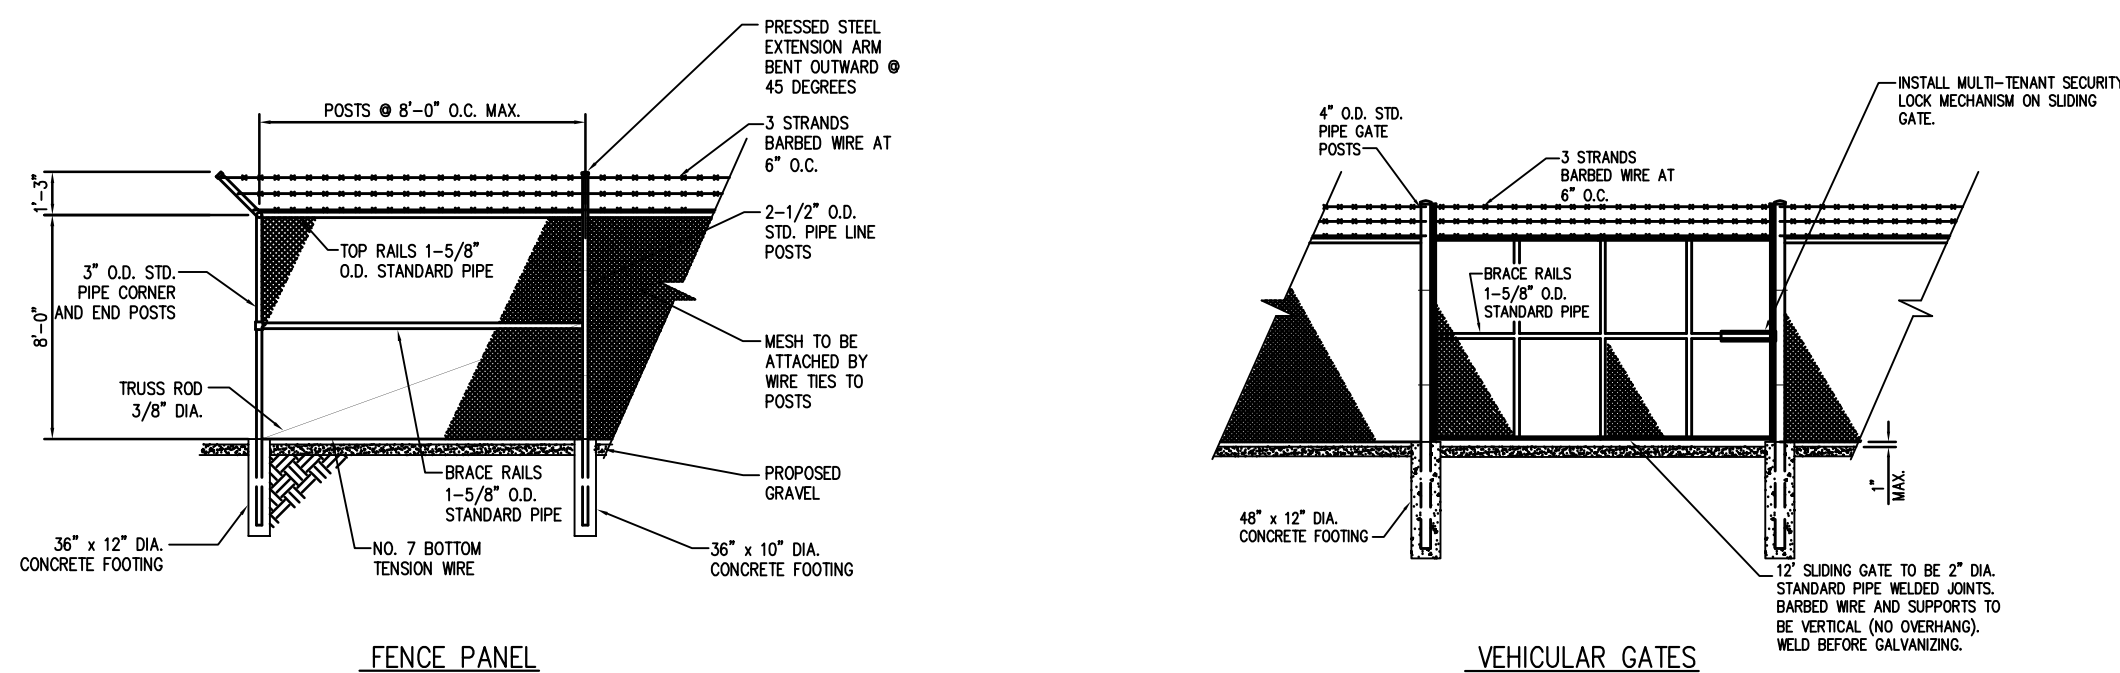 PRESSED STEEL
EXTENSION ARM
BENT OUTWARD @
45 DEGREES
POSTS @ 8'-0" O.C. MAX.
3 STRANDS
BARBED WIRE AT
6" O.C.
1'-3"
2-1/2" O.D.
STD. PIPE LINE
POSTS
TOP RAILS 1-5/8"
O.D. STANDARD PIPE
3" O.D. STD.
PIPE CORNER
AND END POSTS
8'-0"
MESH TO BE
ATTACHED BY
WIRE TIES TO
POSTS
TRUSS ROD
3/8" DIA.
BRACE RAILS
1-5/8" O.D.
STANDARD PIPE
PROPOSED
GRAVEL
36" x 12" DIA.
CONCRETE FOOTING
NO. 7 BOTTOM
TENSION WIRE
36" x 10" DIA.
CONCRETE FOOTING
FENCE PANEL
INSTALL MULTI-TENANT SECURITY
LOCK MECHANISM ON SLIDING
GATE.
4" O.D. STD.
PIPE GATE
POSTS
3 STRANDS
BARBED WIRE AT
6" O.C.
BRACE RAILS
1-5/8" O.D.
STANDARD PIPE
1"
MAX.
48" x 12" DIA.
CONCRETE FOOTING
12' SLIDING GATE TO BE 2" DIA.
STANDARD PIPE WELDED JOINTS.
BARBED WIRE AND SUPPORTS TO
BE VERTICAL (NO OVERHANG).
WELD BEFORE GALVANIZING.
VEHICULAR GATES